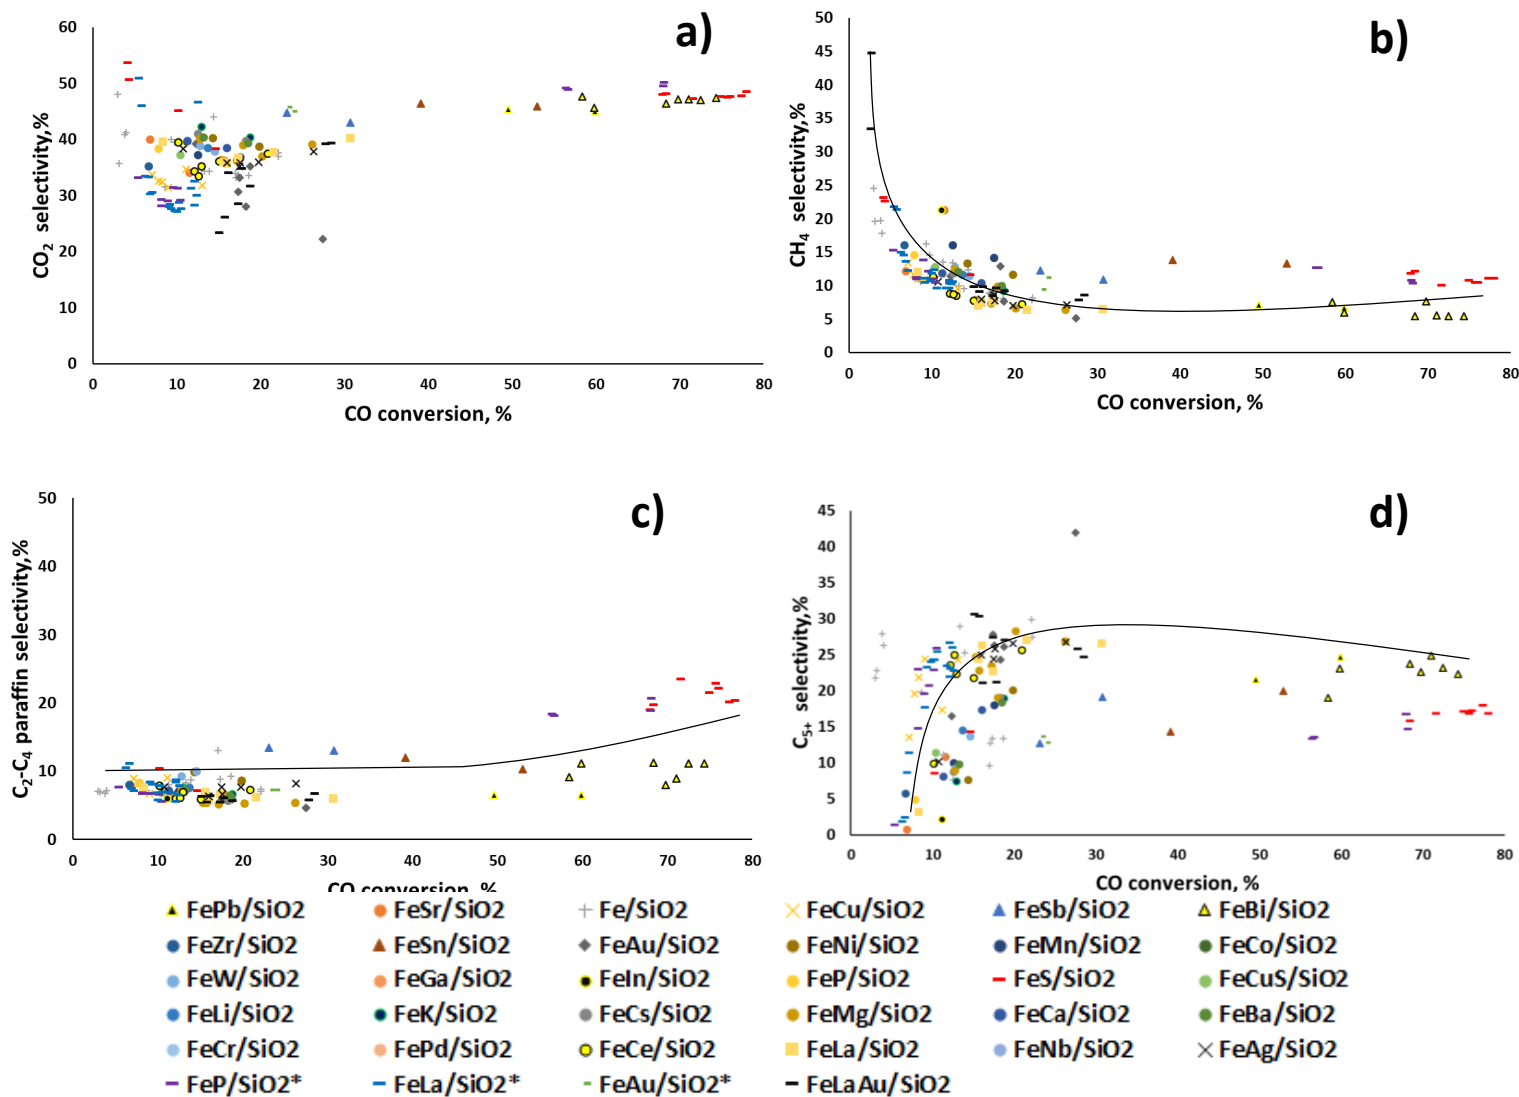 a)
60
50
40
30
20
10
0
CO2 selectivity,%
0 10 20 30 40 50 60 70 80
CO conversion, %
b)
50
45
40
35
30
25
20
15
10
5
0
CH4 selectivity,%
0 10 20 30 40 50 60 70 80
CO conversion, %
c)
50
40
30
20
10
0
C2-C4 paraffin selectivity,%
0 10 20 30 40 50 60 70 80
CO conversion, %
d)
45
40
35
30
25
20
15
10
5
0
C5+ selectivity,%
0 10 20 30 40 50 60 70 80
CO conversion, %
FePb/SiO2 FeSr/SiO2 Fe/SiO2 FeCu/SiO2 FeSb/SiO2 FeBi/SiO2
FeZr/SiO2 FeSn/SiO2 FeAu/SiO2 FeNi/SiO2 FeMn/SiO2 FeCo/SiO2
FeW/SiO2 FeGa/SiO2 FeIn/SiO2 FeP/SiO2 FeS/SiO2 FeCuS/SiO2
FeLi/SiO2 FeK/SiO2 FeCs/SiO2 FeMg/SiO2 FeCa/SiO2 FeBa/SiO2
FeCr/SiO2 FePd/SiO2 FeCe/SiO2 FeLa/SiO2 FeNb/SiO2 FeAg/SiO2
FeP/SiO2* FeLa/SiO2* FeAu/SiO2* FeLaAu/SiO2